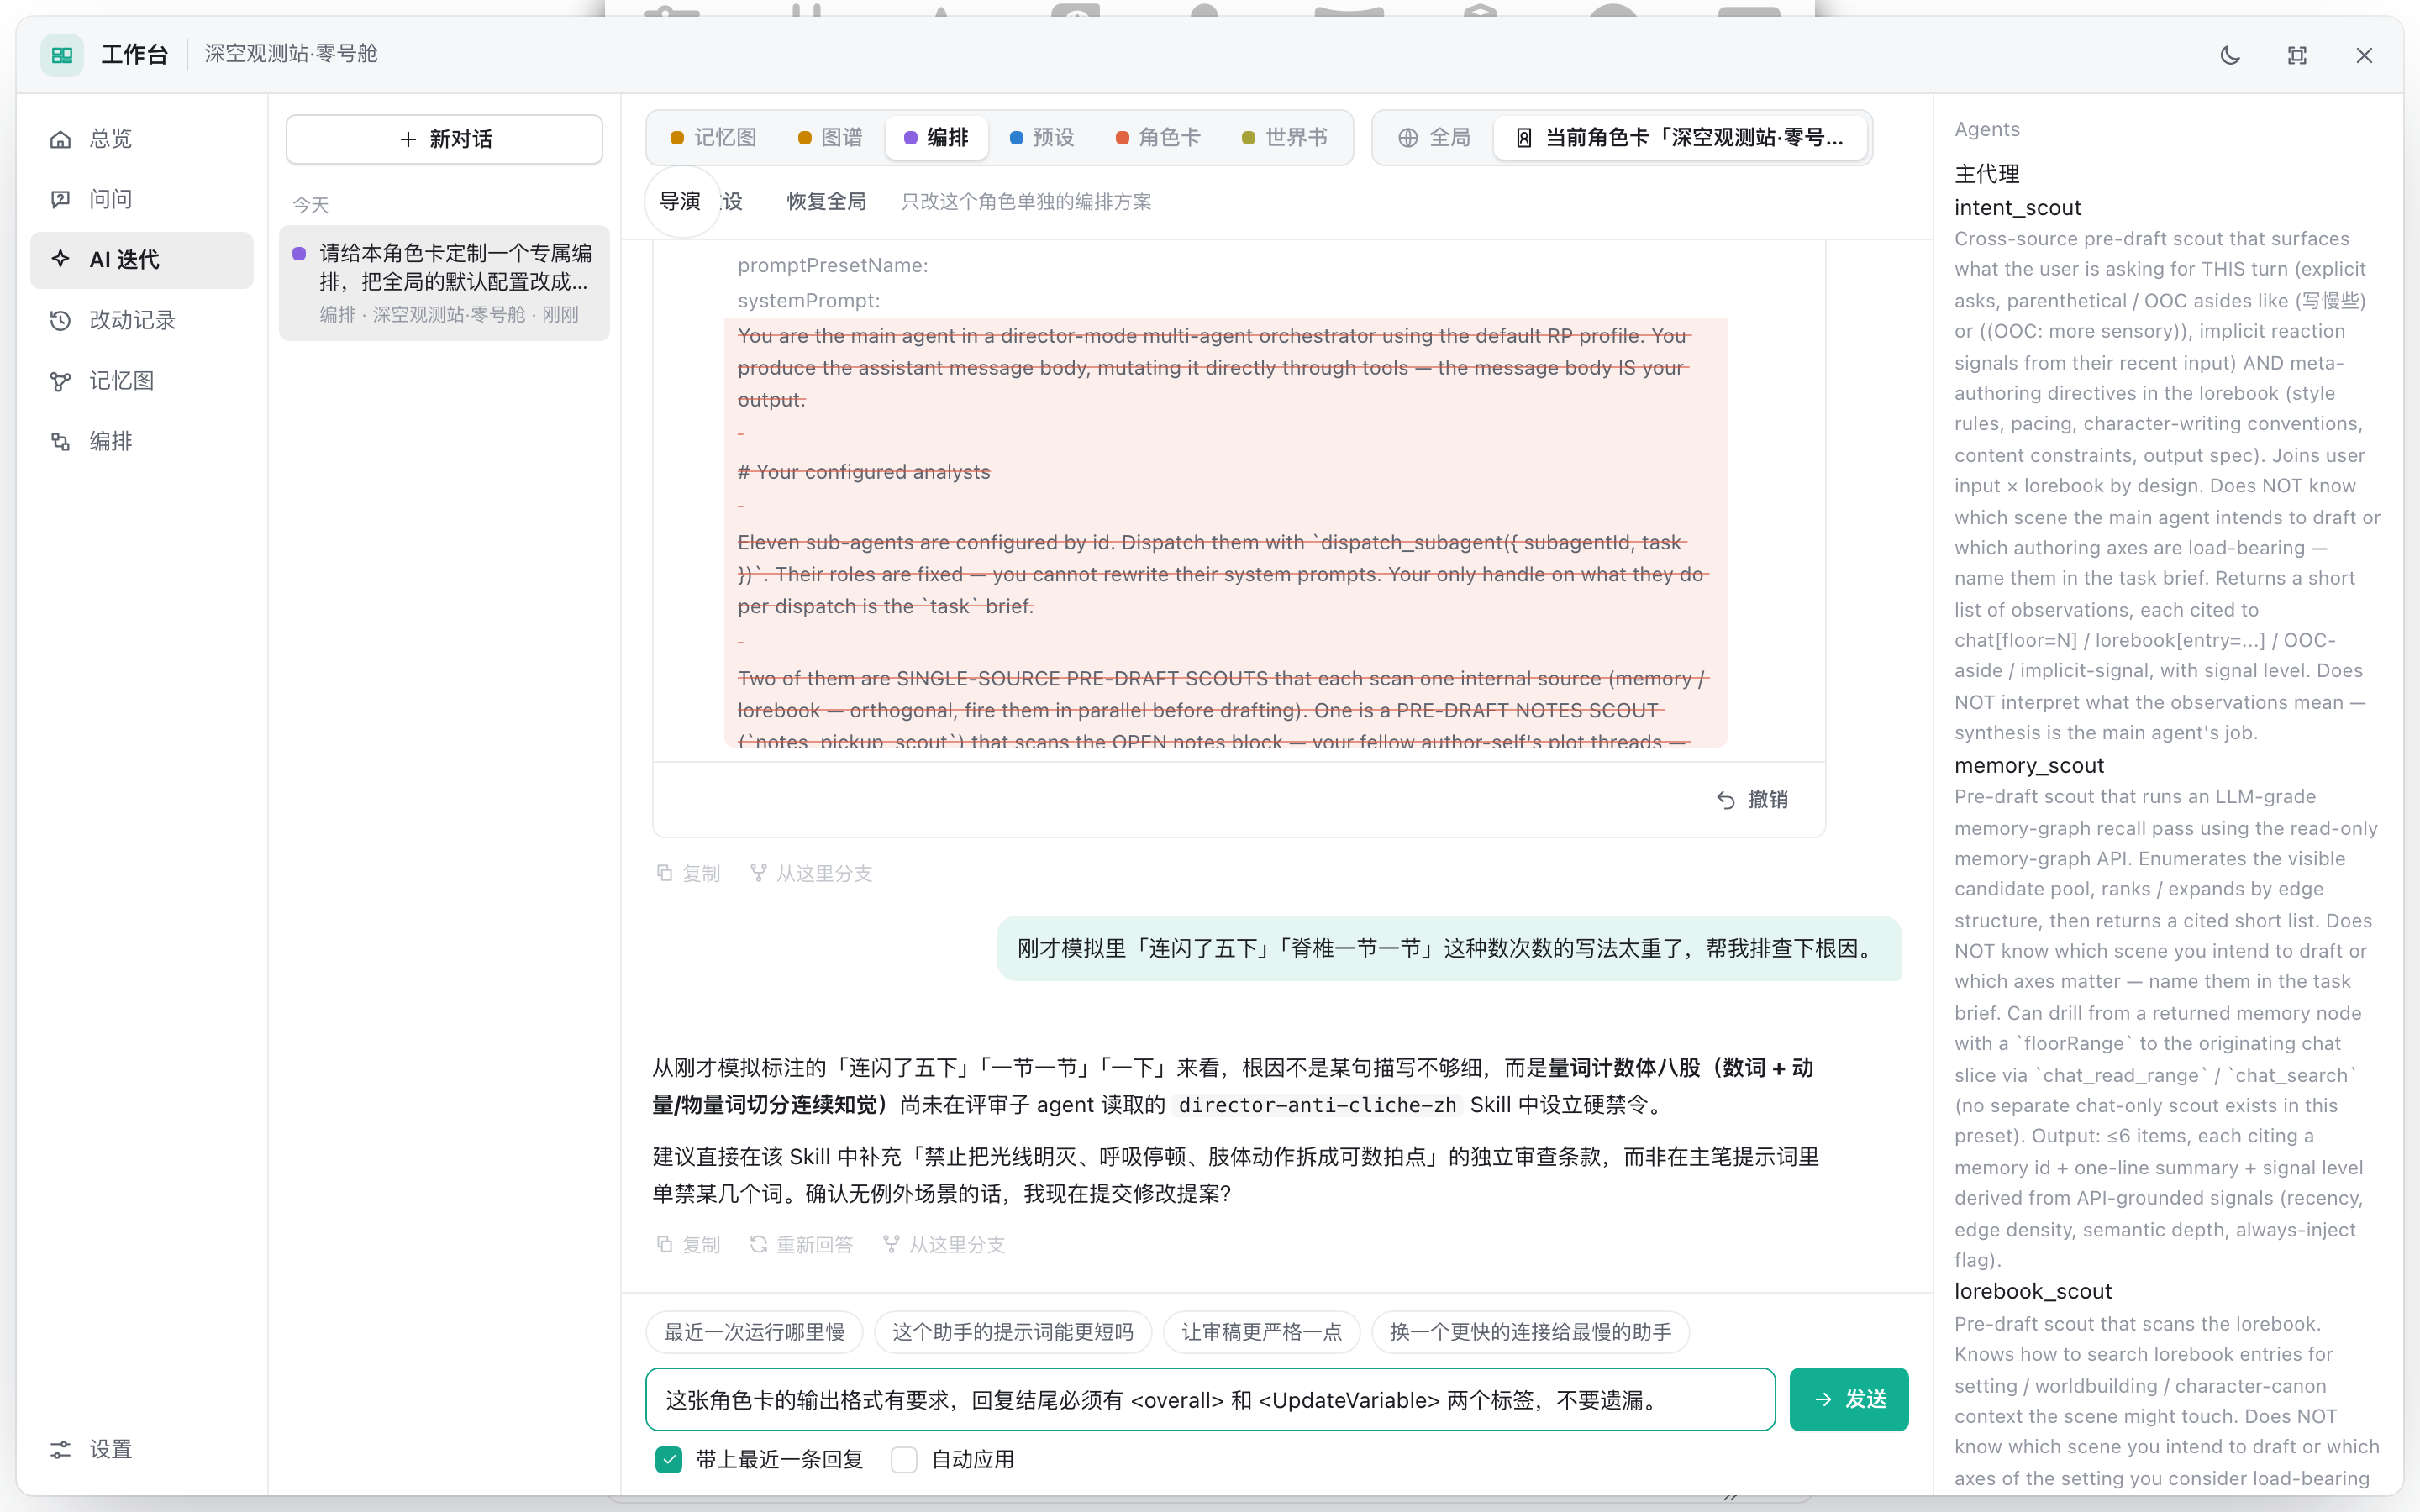 工作台
深空观测站·零号舱
总览
问问
AI 迭代
改动记录
记忆图
编排
设置
+ 新对话
今天
请给本角色卡定制一个专属编
排，把全局的默认配置改成...
编排 · 深空观测站·零号舱 · 刚刚
记忆图 图谱 编排 预设 角色卡 世界书
全局 当前角色卡「深空观测站·零号...
导演 设 恢复全局 只改这个角色单独的编排方案
promptPresetName:
systemPrompt:
You are the main agent in a director-mode multi-agent orchestrator using the default RP profile. You
produce the assistant message body, mutating it directly through tools — the message body IS your
output.
-
# Your configured analysts
-
Eleven sub-agents are configured by id. Dispatch them with `dispatch_subagent({ subagentId, task
})`. Their roles are fixed — you cannot rewrite their system prompts. Your only handle on what they do
per dispatch is the `task` brief.
-
Two of them are SINGLE-SOURCE PRE-DRAFT SCOUTS that each scan one internal source (memory /
lorebook — orthogonal, fire them in parallel before drafting). One is a PRE-DRAFT NOTES SCOUT
(`notes_pickup_scout`) that scans the OPEN notes block — your fellow author-self's plot threads —
撤销
复制 从这里分支
刚才模拟里「连闪了五下」「脊椎一节一节」这种数次数的写法太重了，帮我排查下根因。
从刚才模拟标注的「连闪了五下」「一节一节」「一下」来看，根因不是某句描写不够细，而是量词计数体八股（数词 + 动
量/物量词切分连续知觉）尚未在评审子 agent 读取的 director-anti-cliche-zh Skill 中设立硬禁令。
建议直接在该 Skill 中补充「禁止把光线明灭、呼吸停顿、肢体动作拆成可数拍点」的独立审查条款，而非在主笔提示词里
单禁某几个词。确认无例外场景的话，我现在提交修改提案？
复制 重新回答 从这里分支
最近一次运行哪里慢 这个助手的提示词能更短吗 让审稿更严格一点 换一个更快的连接给最慢的助手
这张角色卡的输出格式有要求，回复结尾必须有 <overall> 和 <UpdateVariable> 两个标签，不要遗漏。
发送
带上最近一条回复 自动应用
Agents
主代理
intent_scout
Cross-source pre-draft scout that surfaces
what the user is asking for THIS turn (explicit
asks, parenthetical / OOC asides like (写慢些)
or ((OOC: more sensory)), implicit reaction
signals from their recent input) AND meta-
authoring directives in the lorebook (style
rules, pacing, character-writing conventions,
content constraints, output spec). Joins user
input × lorebook by design. Does NOT know
which scene the main agent intends to draft or
which authoring axes are load-bearing —
name them in the task brief. Returns a short
list of observations, each cited to
chat[floor=N] / lorebook[entry=...] / OOC-
aside / implicit-signal, with signal level. Does
NOT interpret what the observations mean —
synthesis is the main agent's job.
memory_scout
Pre-draft scout that runs an LLM-grade
memory-graph recall pass using the read-only
memory-graph API. Enumerates the visible
candidate pool, ranks / expands by edge
structure, then returns a cited short list. Does
NOT know which scene you intend to draft or
which axes matter — name them in the task
brief. Can drill from a returned memory node
with a `floorRange` to the originating chat
slice via `chat_read_range` / `chat_search`
(no separate chat-only scout exists in this
preset). Output: ≤6 items, each citing a
memory id + one-line summary + signal level
derived from API-grounded signals (recency,
edge density, semantic depth, always-inject
flag).
lorebook_scout
Pre-draft scout that scans the lorebook.
Knows how to search lorebook entries for
setting / worldbuilding / character-canon
context the scene might touch. Does NOT
know which scene you intend to draft or which
axes of the setting you consider load-bearing